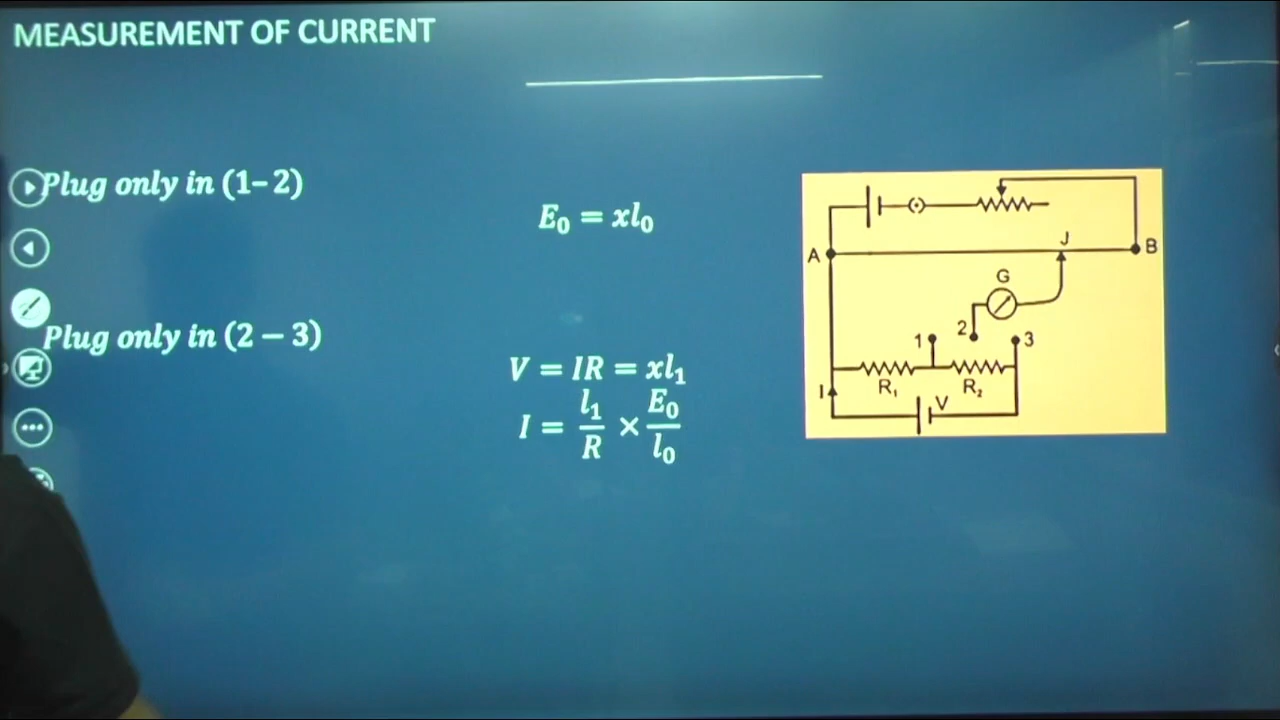 MEASUREMENT OF CURRENT
Plug only in (1–2)
E₀ = xl₀
Plug only in (2 – 3)
V = IR = xl₁
I = l₁/R × E₀/l₀
A
J
B
G
1
2
3
R₁
R₂
I
V